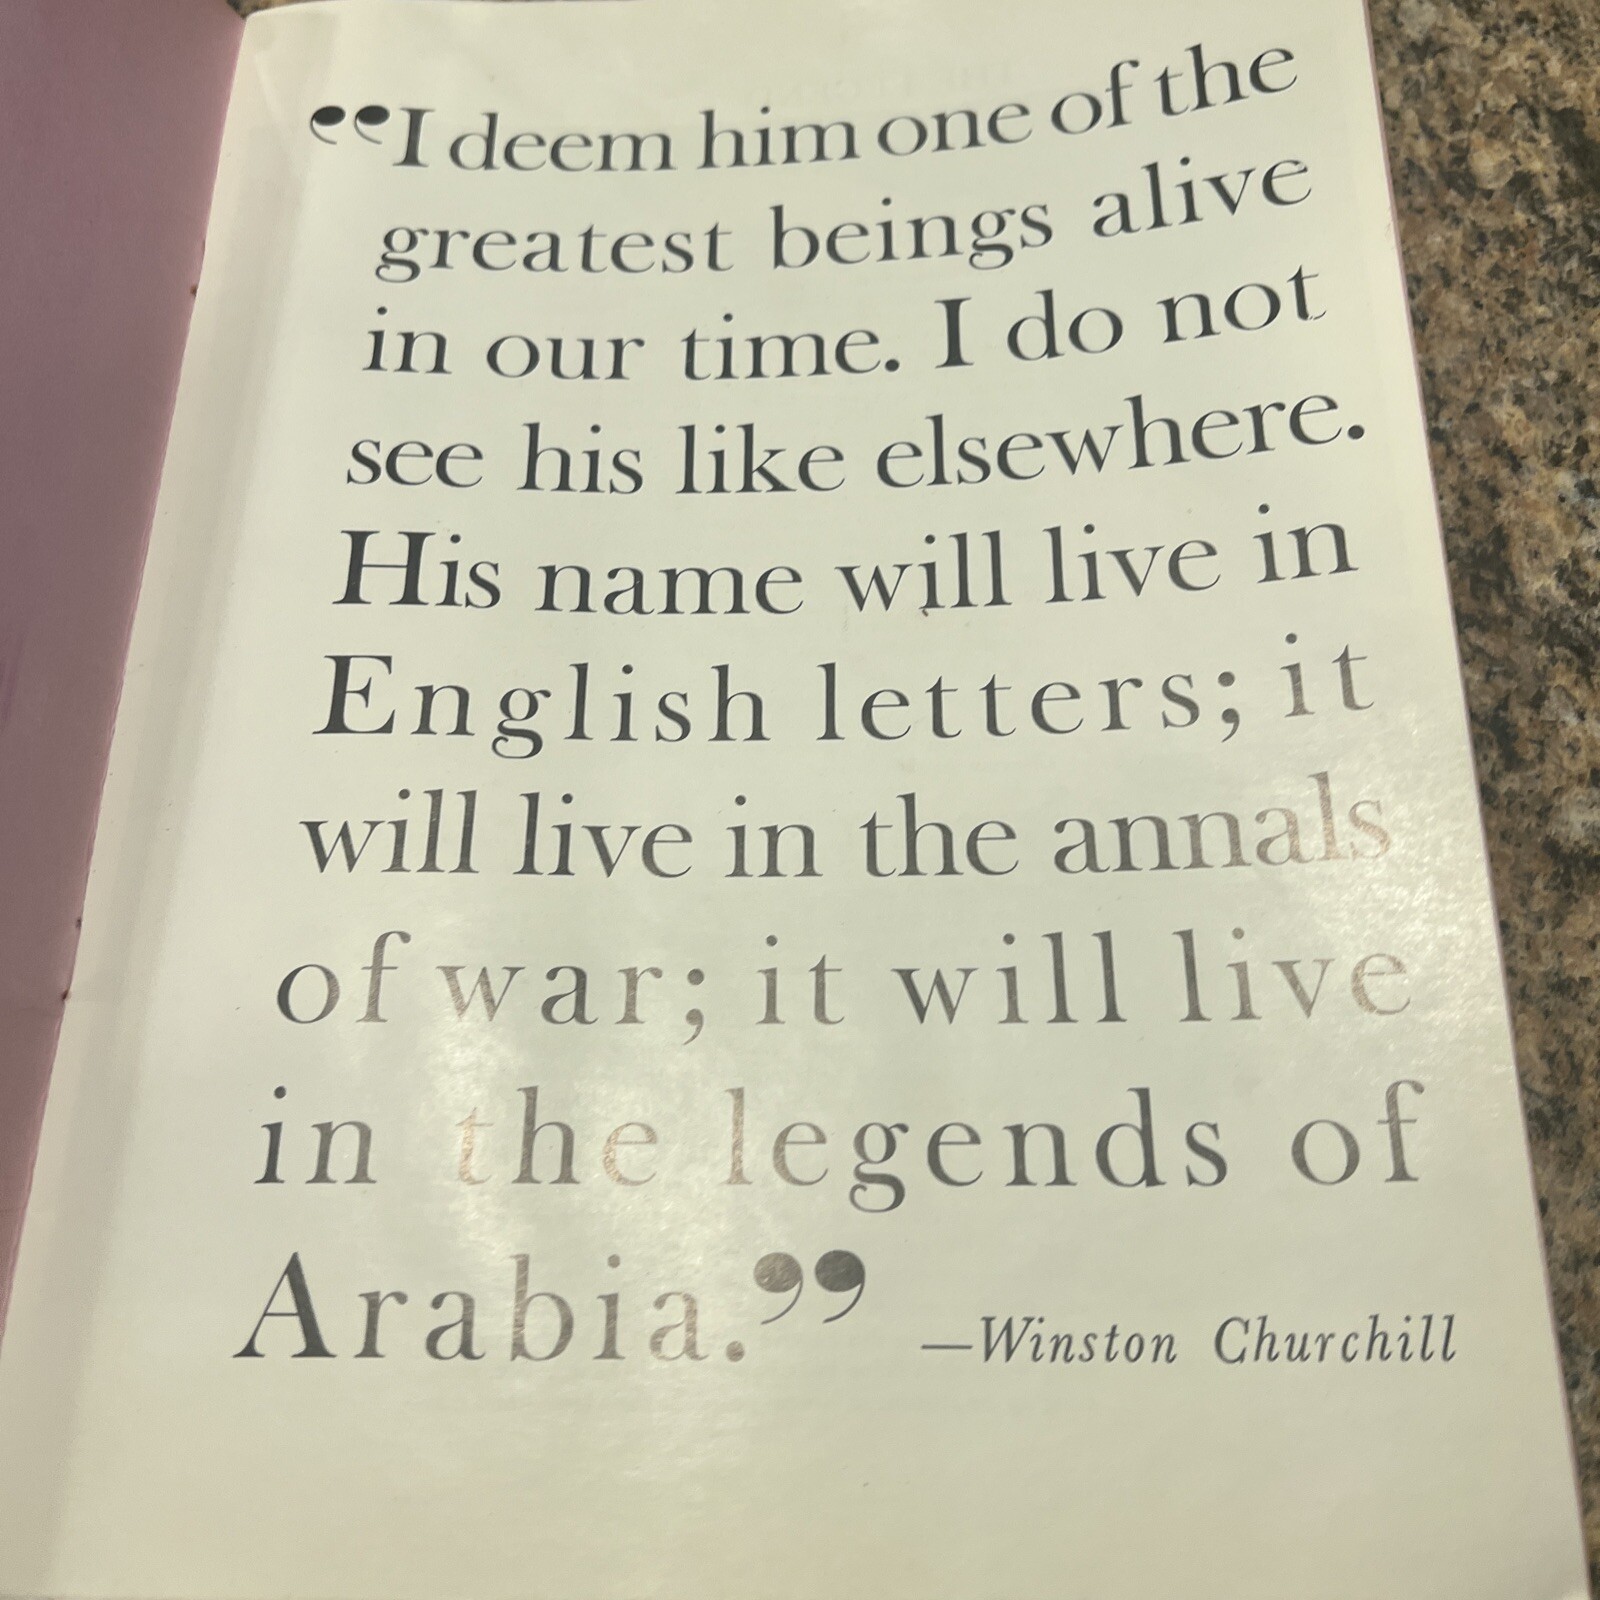 “I deem him one of the
greatest beings alive
in our time. I do not
see his like elsewhere.
His name will live in
English letters; it
will live in the annals
of war; it will live
in the legends of
Arabia.” —Winston Churchill